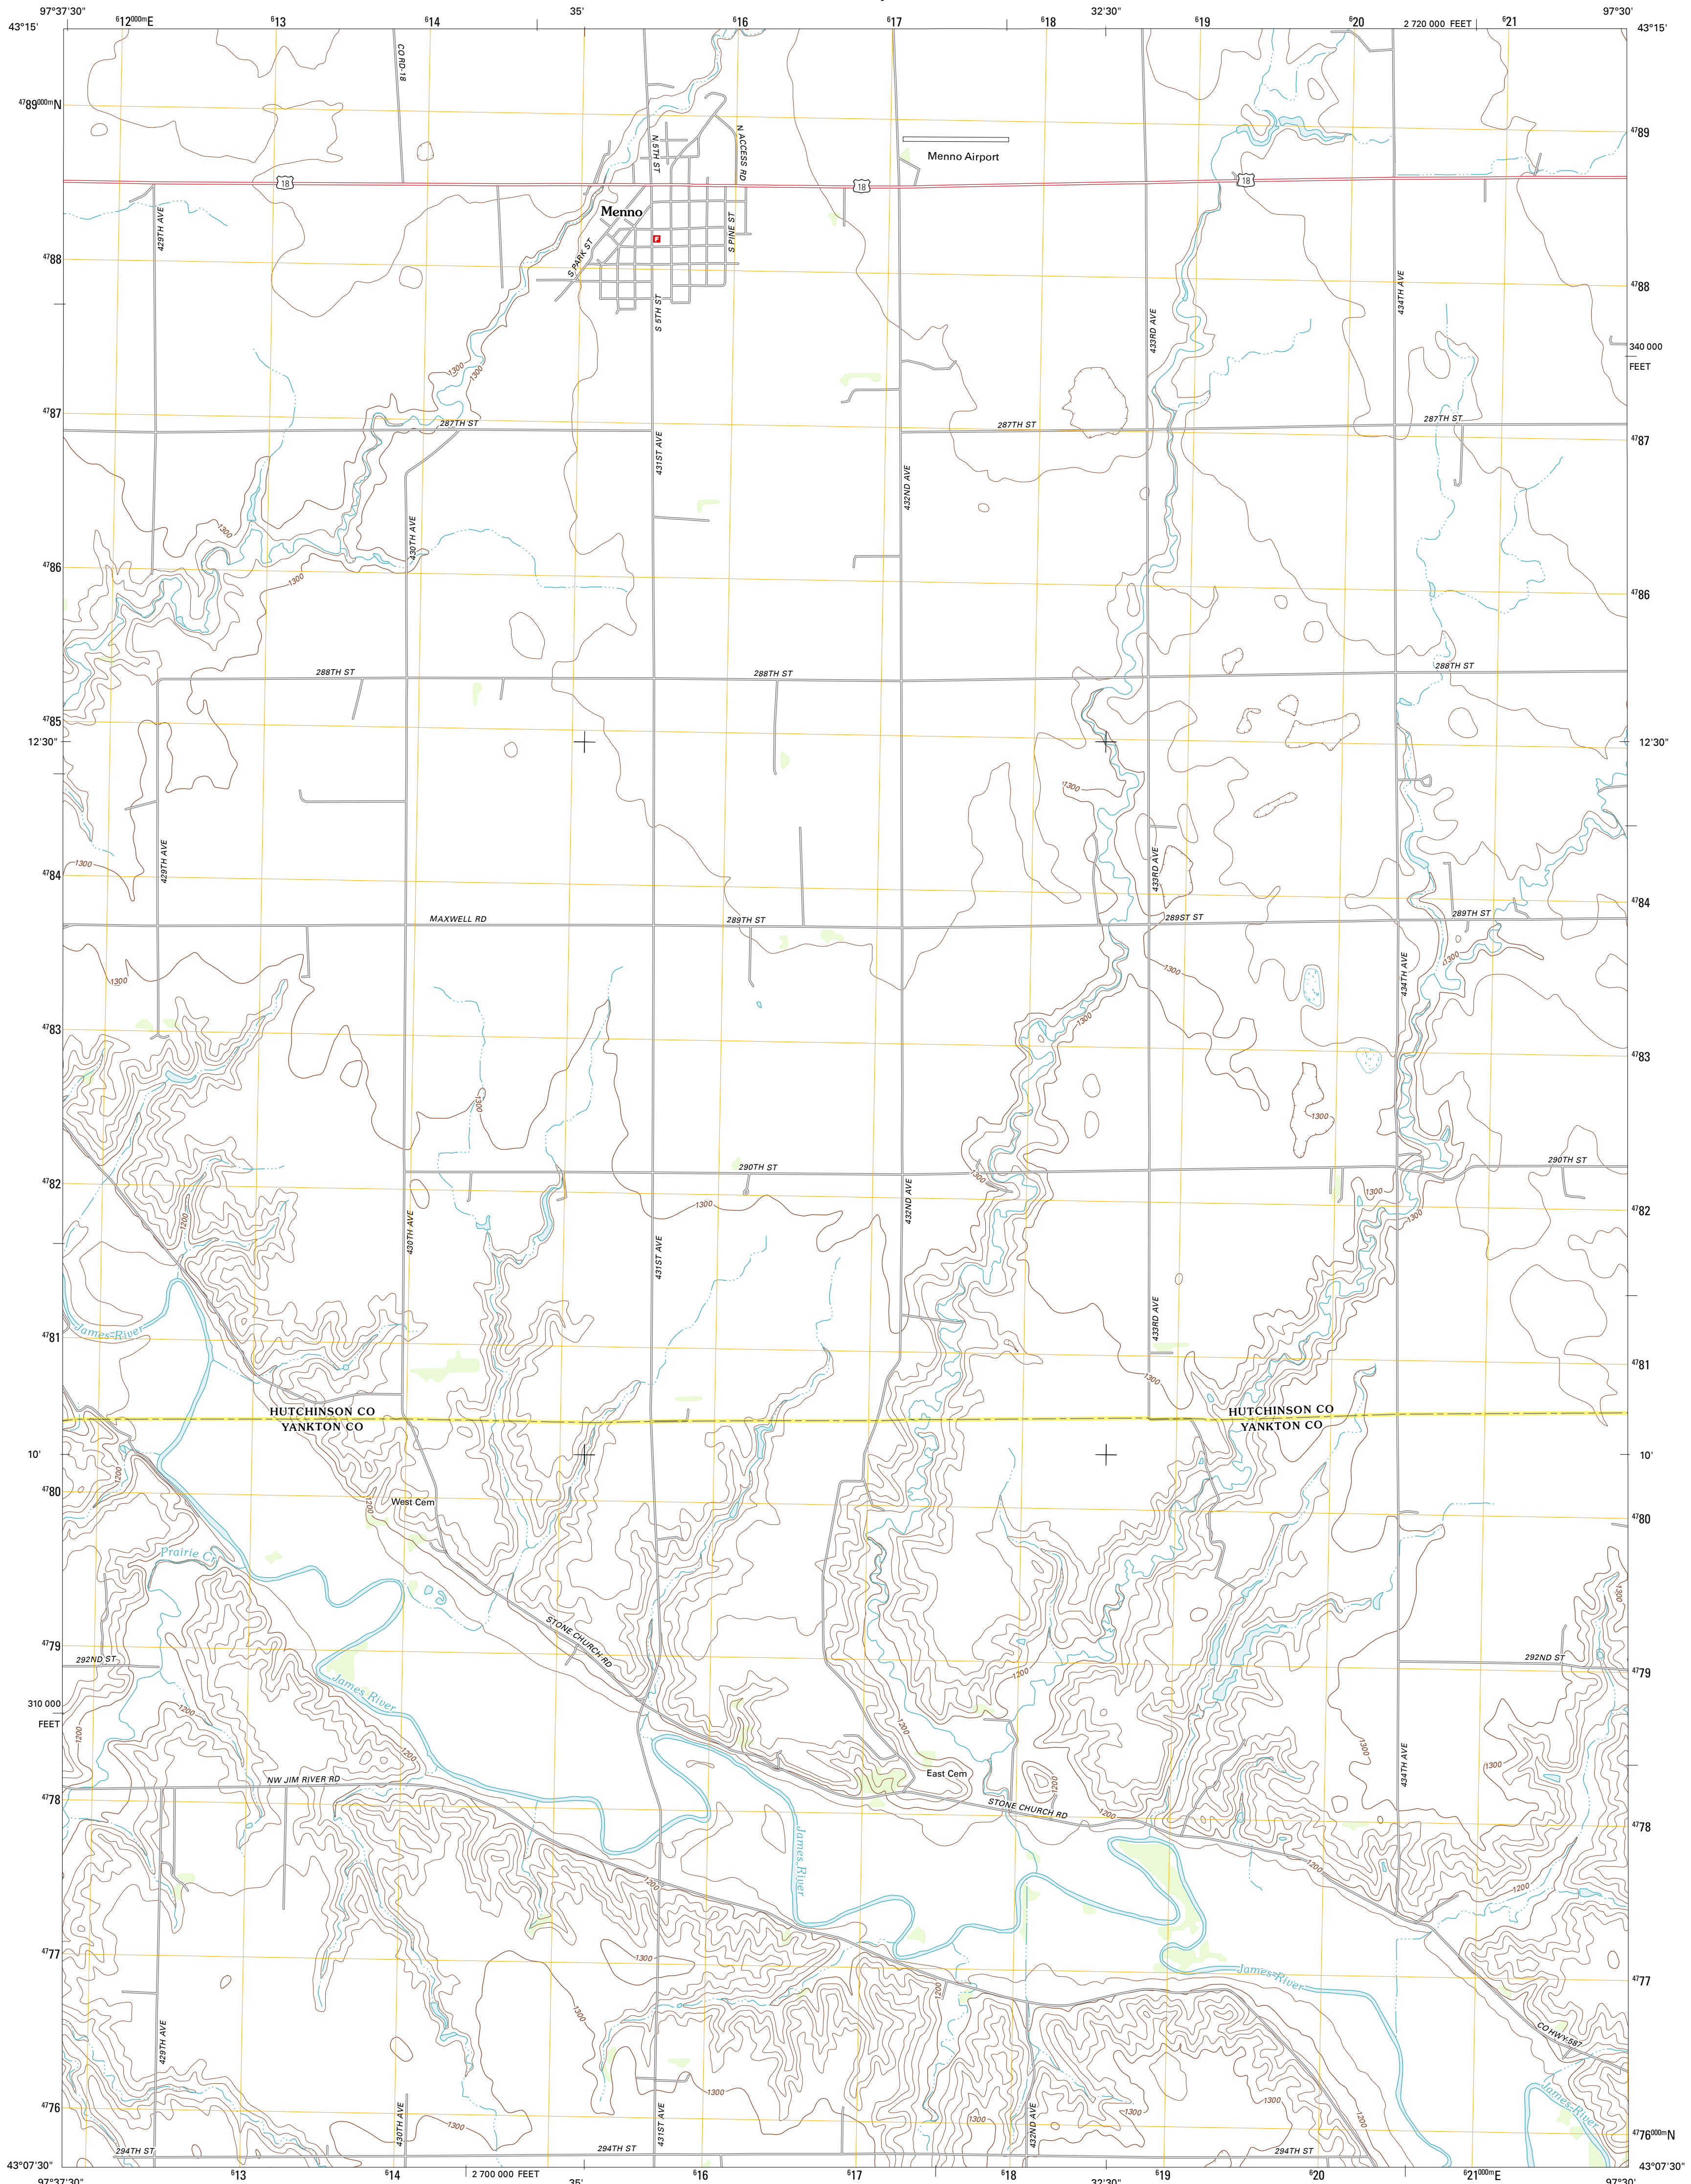 97°37'30"
⁶12⁰⁰⁰ᵐE
⁶13
⁶14
35'
⁶16
⁶17
⁶18
32'30"
⁶19
⁶20
2 720 000 FEET
⁶21
97°30'
43°15'
43°15'
CO RD-18
⁴⁷89⁰⁰⁰ᵐN
N 5TH ST
N ACCESS RD
Menno Airport
⁴⁷89
18
18
18
Menno
F
429TH AVE
S PARK ST
S PINE ST
⁴⁷88
434TH AVE
⁴⁷88
S 5TH ST
433RD AVE
340 000
FEET
1300
1300
⁴⁷87
287TH ST
287TH ST
287TH ST
⁴⁷87
431ST AVE
432ND AVE
1300
430TH AVE
⁴⁷86
1300
⁴⁷86
288TH ST
288TH ST
288TH ST
⁴⁷85
12'30"
12'30"
1300
429TH AVE
433RD AVE
1300
⁴⁷84
⁴⁷84
MAXWELL RD
289TH ST
289ST ST
289TH ST
1300
1300
1300
434TH AVE
1300
⁴⁷83
⁴⁷83
1300
1300
290TH ST
290TH ST
1300
⁴⁷82
1300
1300
432ND AVE
⁴⁷82
1200
1300
430TH AVE
431ST AVE
433RD AVE
James River
⁴⁷81
⁴⁷81
1300
HUTCHINSON CO
YANKTON CO
HUTCHINSON CO
YANKTON CO
10'
10'
1200
⁴⁷80
1200
West Cem
⁴⁷80
Prairie Cr
1300
STONE CHURCH RD
⁴⁷79
292ND ST
292ND ST
⁴⁷79
1200
James River
310 000
FEET
1200
1200
1200
1200
1300
1300
434TH AVE
NW JIM RIVER RD
East Cem
1200
⁴⁷78
STONE CHURCH RD
1200
⁴⁷78
James River
1200
1200
1200
⁴⁷77
1300
James River
⁴⁷77
1200
1300
CO HWY-587
429TH AVE
James River
1300
1300
1300
1300
1300
1200
⁴⁷76
430TH AVE
431ST AVE
432ND AVE
⁴⁷76⁰⁰⁰ᵐN
294TH ST
294TH ST
294TH ST
43°07'30"
43°07'30"
⁶13
⁶14
2 700 000 FEET
35'
⁶16
⁶17
⁶18
32'30"
⁶19
⁶20
⁶21⁰⁰⁰ᵐE
97°37'30"
97°30'